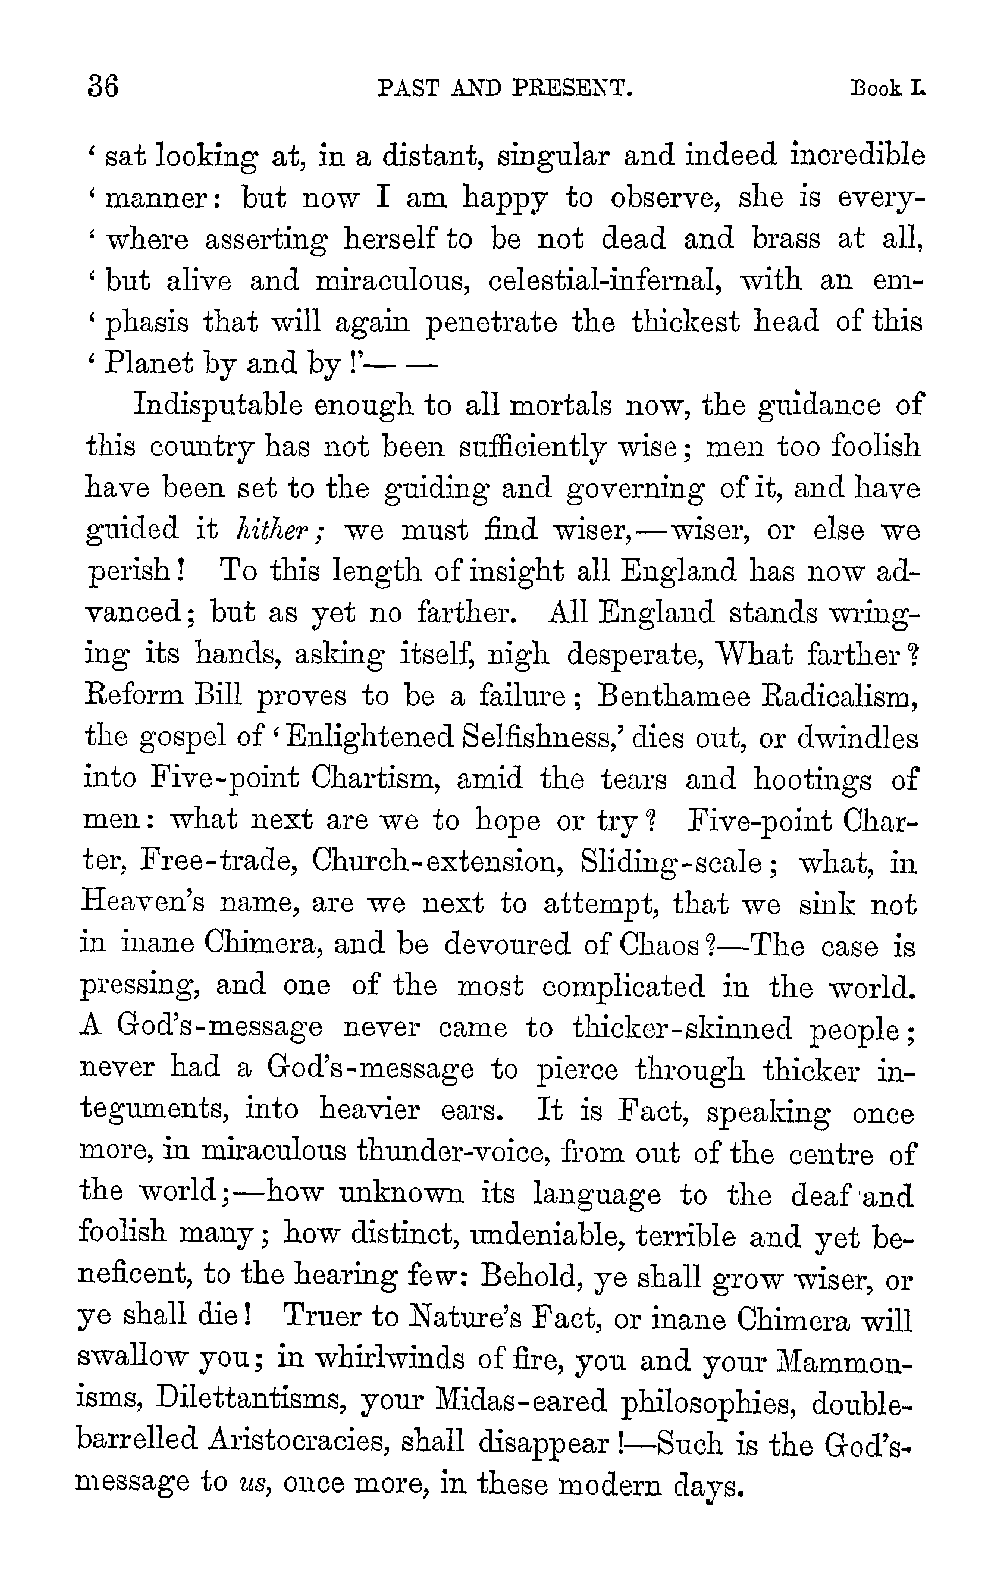 36 PAST AND PRESENT. Book I.
‘ sat looking at, in a distant, singular and indeed incredible
‘ manner: but now I am happy to observe, she is every-
‘ where asserting herself to be not dead and brass at all,
‘ but alive and miraculous, celestial-infernal, with an em-
‘ phasis that will again penetrate the thickest head of this
‘ Planet by and by!’— —
Indisputable enough to all mortals now, the guidance of
this country has not been sufficiently wise; men too foolish
have been set to the guiding and governing of it, and have
guided it hither; we must find wiser,—wiser, or else we
perish! To this length of insight all England has now ad-
vanced; but as yet no farther. All England stands wring-
ing its hands, asking itself, nigh desperate, What farther?
Reform Bill proves to be a failure; Benthamee Radicalism,
the gospel of ‘Enlightened Selfishness,’ dies out, or dwindles
into Five-point Chartism, amid the tears and hootings of
men: what next are we to hope or try? Five-point Char-
ter, Free-trade, Church-extension, Sliding-scale; what, in
Heaven’s name, are we next to attempt, that we sink not
in inane Chimera, and be devoured of Chaos?—The case is
pressing, and one of the most complicated in the world.
A God’s-message never came to thicker-skinned people;
never had a God’s-message to pierce through thicker in-
teguments, into heavier ears. It is Fact, speaking once
more, in miraculous thunder-voice, from out of the centre of
the world;—how unknown its language to the deaf and
foolish many; how distinct, undeniable, terrible and yet be-
neficent, to the hearing few: Behold, ye shall grow wiser, or
ye shall die! Truer to Nature’s Fact, or inane Chimera will
swallow you; in whirlwinds of fire, you and your Mammon-
isms, Dilettantisms, your Midas-eared philosophies, double-
barrelled Aristocracies, shall disappear!—Such is the God’s-
message to us, once more, in these modern days.